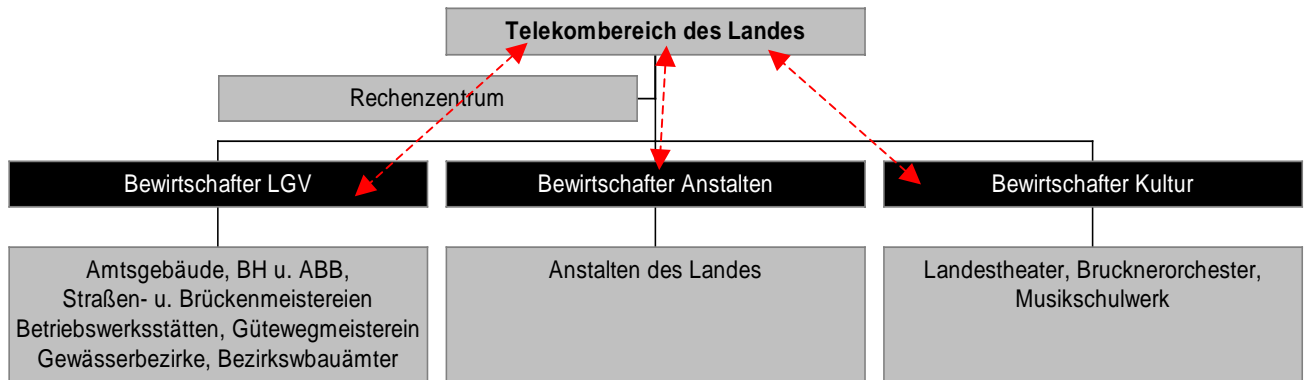 Telekombereich des Landes
Rechenzentrum
Bewirtschafter LGV
Bewirtschafter Anstalten
Bewirtschafter Kultur
Amtsgebäude, BH u. ABB,
Straßen- u. Brückenmeistereien
Betriebswerksstätten, Gütewegmeisterein
Gewässerbezirke, Bezirkswbauämter
Anstalten des Landes
Landestheater, Brucknerorchester,
Musikschulwerk